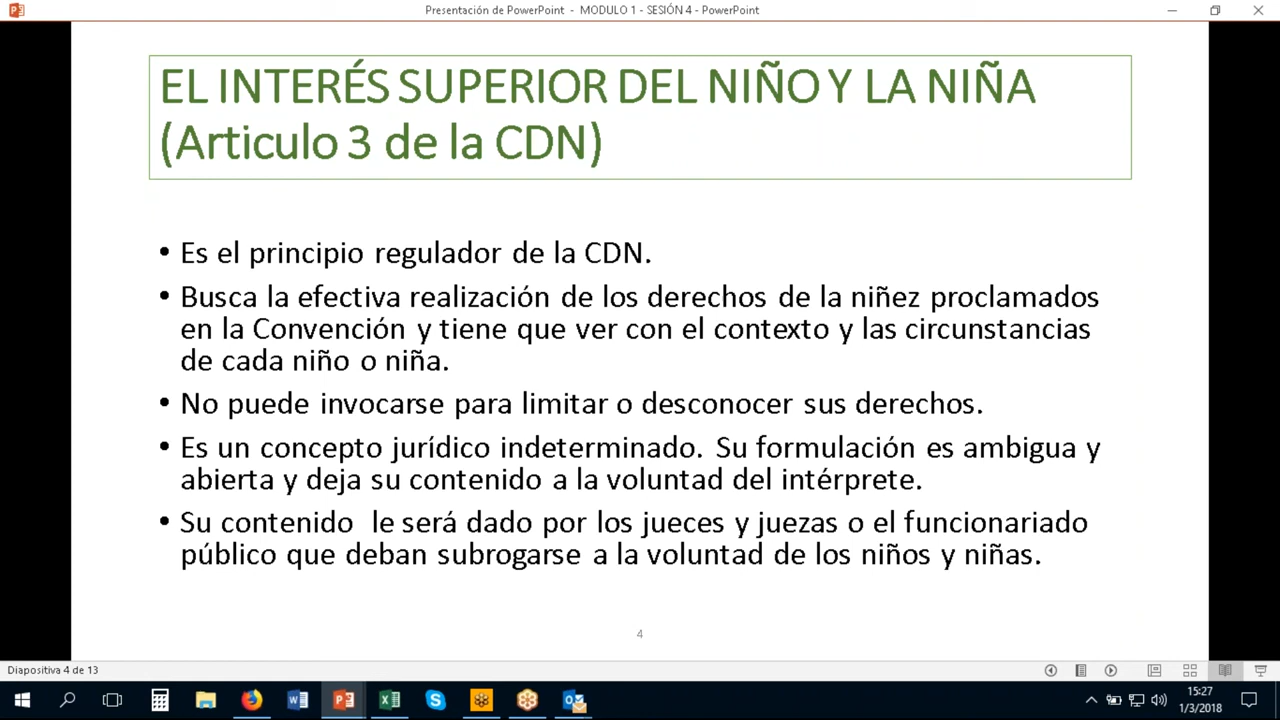 Presentación de PowerPoint - MODULO 1 - SESIÓN 4 - PowerPoint
EL INTERÉS SUPERIOR DEL NIÑO Y LA NIÑA
(Articulo 3 de la CDN)
• Es el principio regulador de la CDN.
• Busca la efectiva realización de los derechos de la niñez proclamados
en la Convención y tiene que ver con el contexto y las circunstancias
de cada niño o niña.
• No puede invocarse para limitar o desconocer sus derechos.
• Es un concepto jurídico indeterminado. Su formulación es ambigua y
abierta y deja su contenido a la voluntad del intérprete.
• Su contenido le será dado por los jueces y juezas o el funcionariado
público que deban subrogarse a la voluntad de los niños y niñas.
4
Diapositiva 4 de 13
15:27
1/3/2018